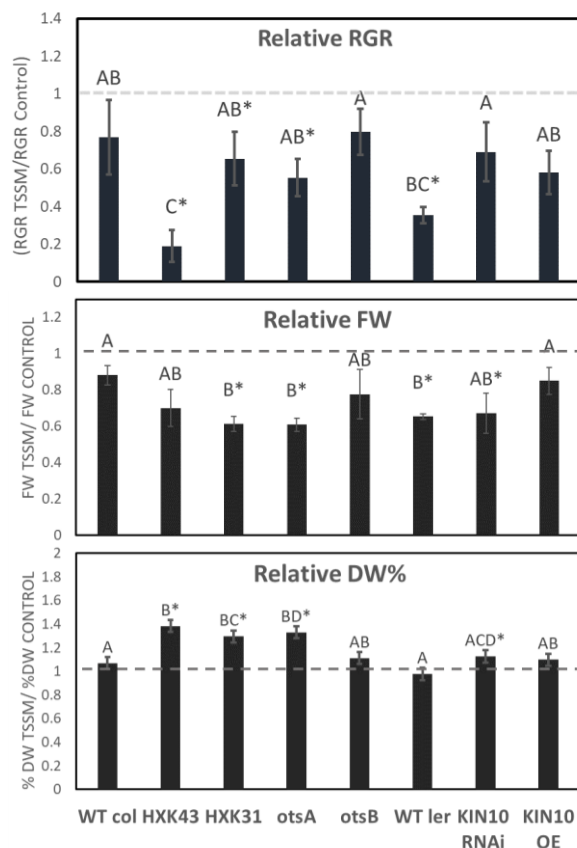 1.4
Relative RGR
1.2
1
0.8
0.6
0.4
0.2
0
(RGR TSSM/RGR Control)
AB
C*
AB*
AB*
A
BC*
A
AB
1.2
Relative FW
1
0.8
0.6
0.4
0.2
0
FW TSSM/ FW CONTROL
A
AB
B*
B*
AB
B*
AB*
A
2
Relative DW%
1.8
1.6
1.4
1.2
1
0.8
0.6
0.4
0.2
0
% DW TSSM/ %DW CONTROL
A
B*
BC*
BD*
AB
A
ACD*
AB
WT col HXK43 HXK31 otsA otsB WT ler KIN10 KIN10
RNAi OE